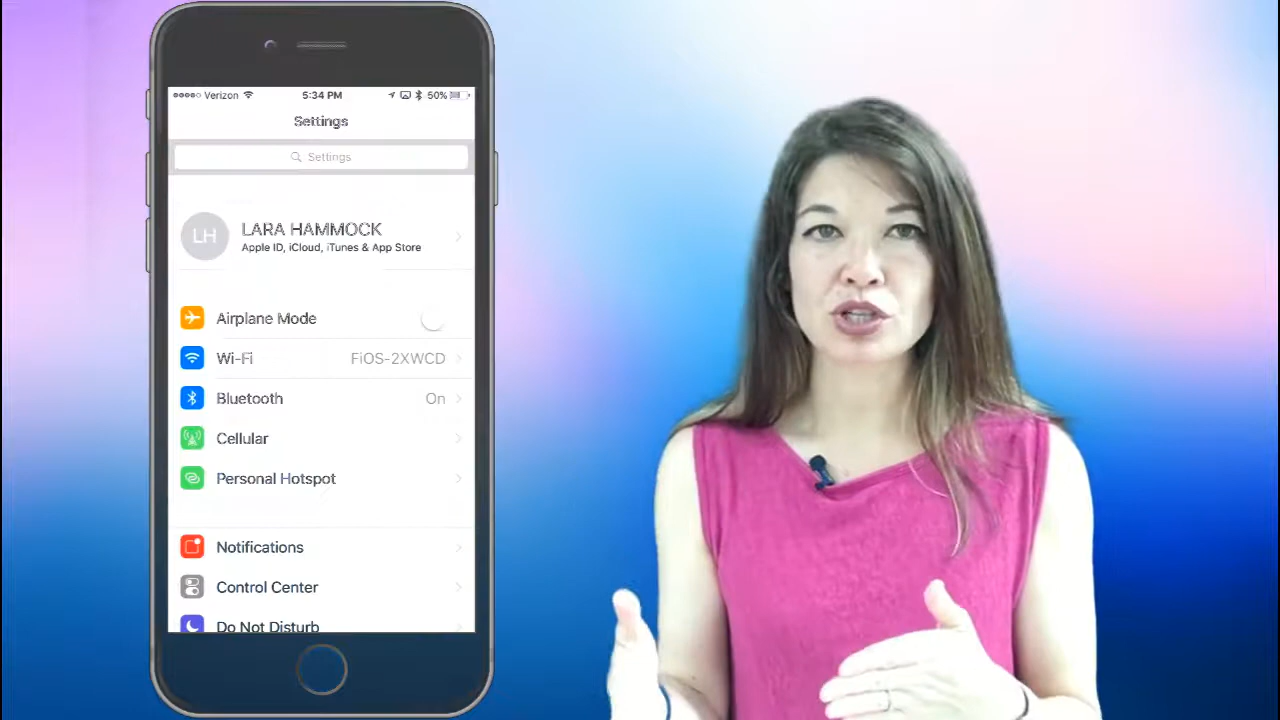 Verizon 5:34 PM 50%
Settings
Settings
LH
LARA HAMMOCK
Apple ID, iCloud, iTunes & App Store
Airplane Mode
Wi-Fi FiOS-2XWCD
Bluetooth On
Cellular
Personal Hotspot
Notifications
Control Center
Do Not Disturb